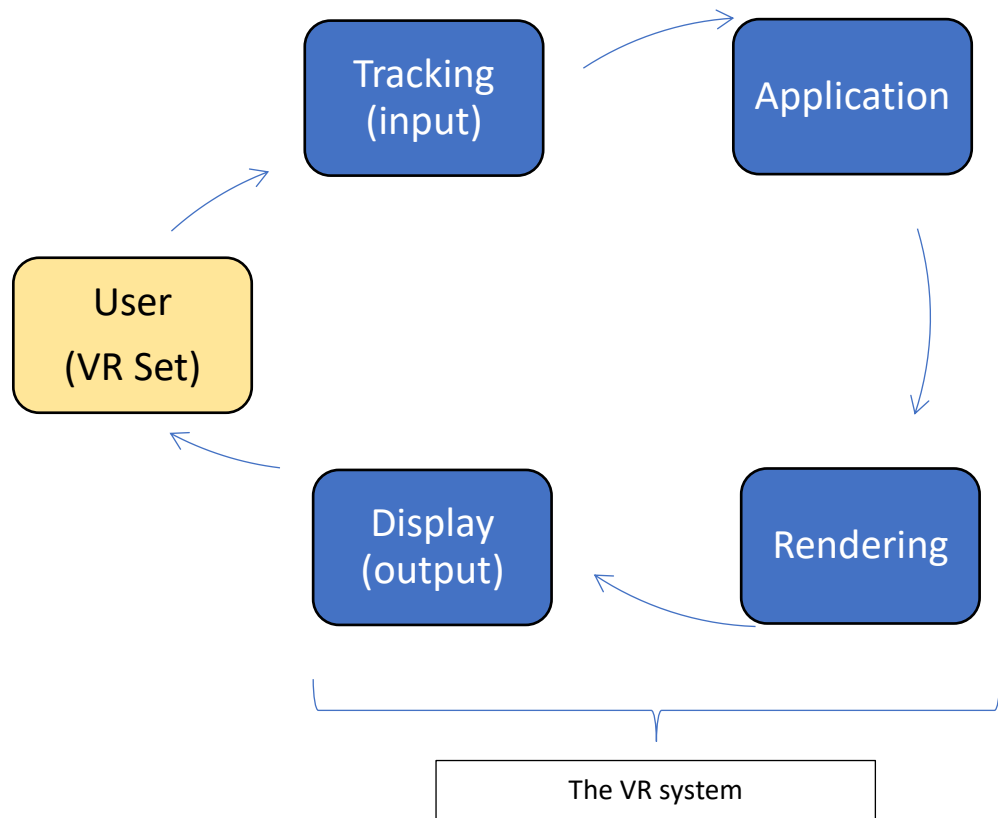 Tracking
(input)
Application
User
(VR Set)
Display
(output)
Rendering
The VR system